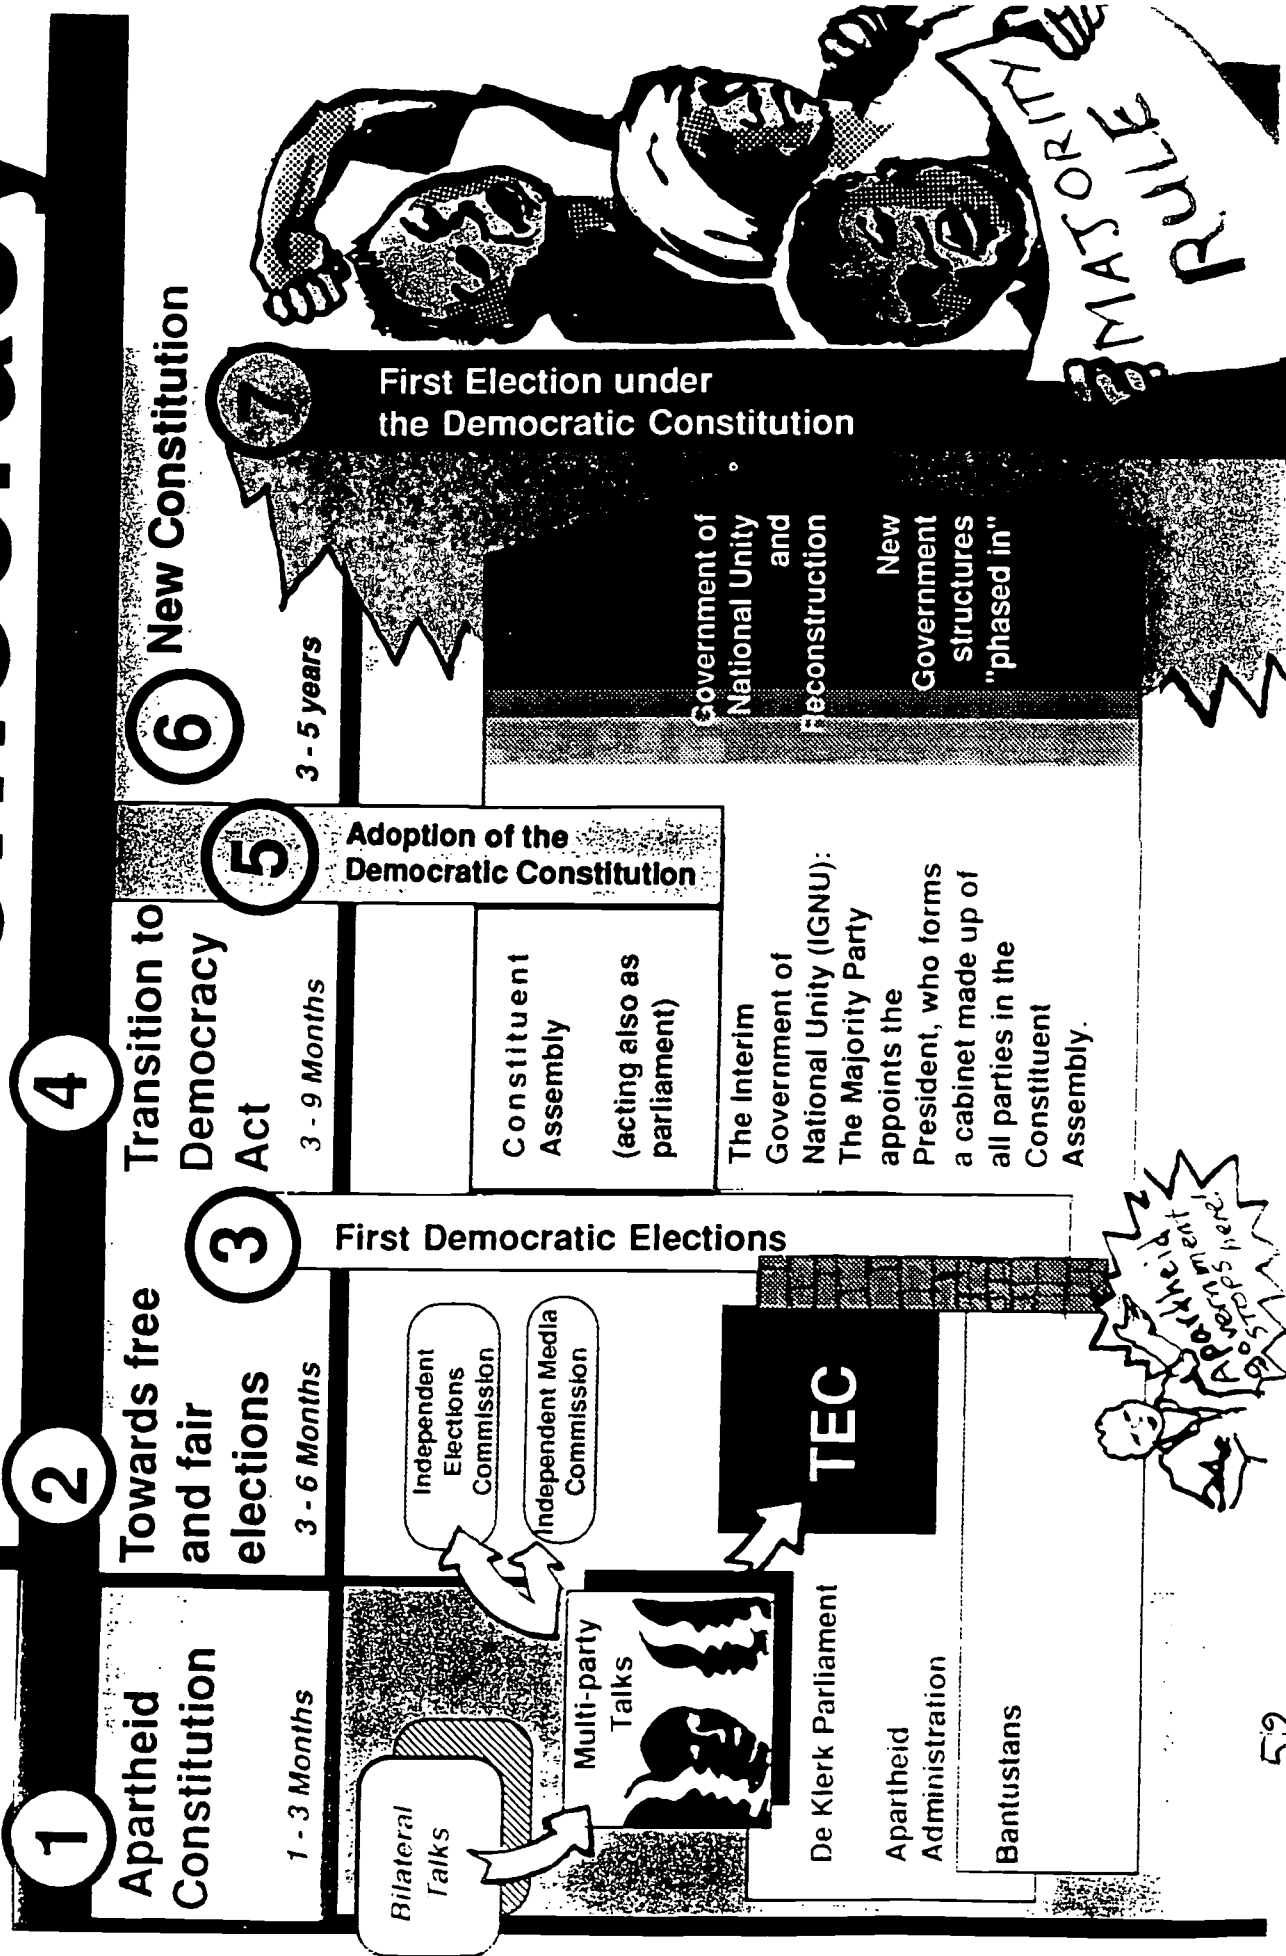 1
Apartheid
Constitution
1 - 3 Months
Bilateral
Talks
Multi-party
Talks
De Klerk Parliament
Apartheid
Administration
Bantustans
2
Towards free
and fair
elections
3 - 6 Months
Independent
Elections
Commission
Independent Media
Commission
TEC
Apartheid
government
STOPS here!
3
First Democratic Elections
4
Transition to
Democracy
Act
3 - 9 Months
Constituent
Assembly
(acting also as
parliament)
The Interim
Government of
National Unity (IGNU):
The Majority Party
appoints the
President, who forms
a cabinet made up of
all parties in the
Constituent
Assembly.
5
Adoption of the
Democratic Constitution
6
New Constitution
3 - 5 years
Government of
National Unity
and
Reconstruction
New
Government
structures
"phased in"
7
First Election under
the Democratic Constitution
MAJORITY
RULE
59